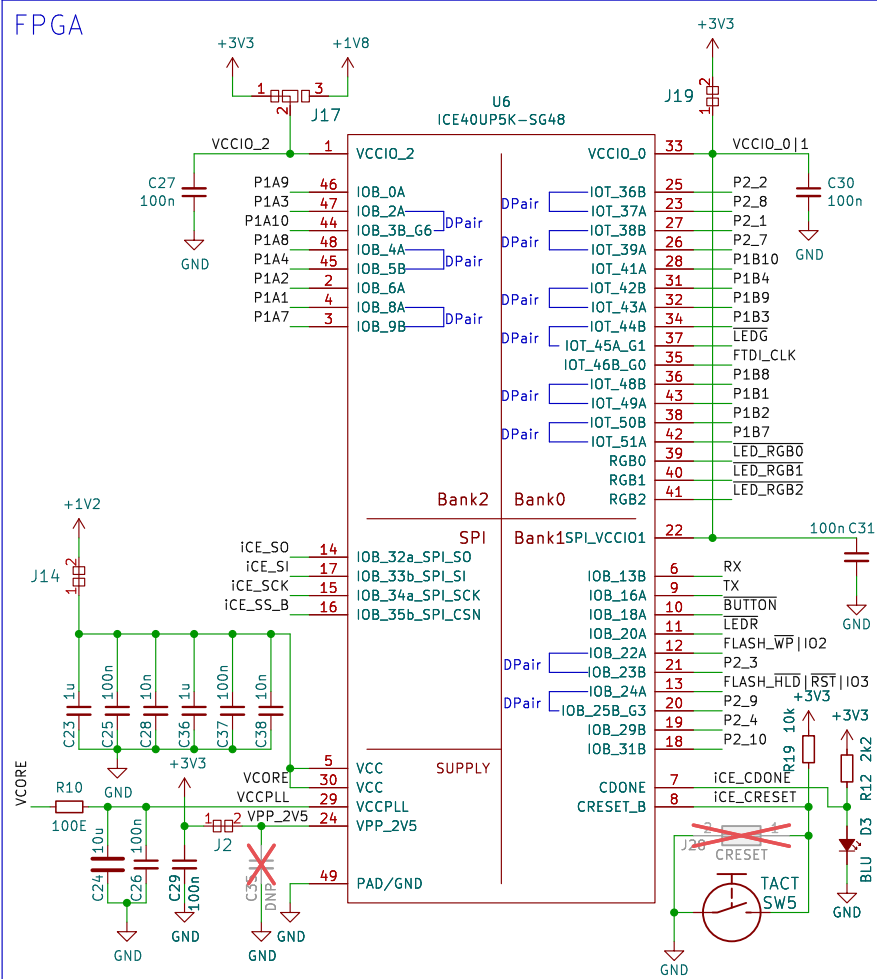 FPGA
+3V3
+1V8
1
3
2
J17
+3V3
2
1
J19
U6
ICE40UP5K-SG48
VCCIO_2
1
VCCIO_2
VCCIO_0
33
VCCIO_0|1
C27
100n
GND
C30
100n
GND
P1A9 46 IOB_0A
P1A3 47 IOB_2A
P1A10 44 IOB_3B_G6
DPair
P1A8 48 IOB_4A
P1A4 45 IOB_5B
DPair
P1A2 2 IOB_6A
P1A1 4 IOB_8A
P1A7 3 IOB_9B
DPair
DPair
IOT_36B 25 P2_2
IOT_37A 23 P2_8
DPair
IOT_38B 27 P2_1
IOT_39A 26 P2_7
IOT_41A 28 P1B10
DPair
IOT_42B 31 P1B4
IOT_43A 32 P1B9
DPair
IOT_44B 34 P1B3
IOT_45A_G1 37 LEDG
IOT_46B_G0 35 FTDI_CLK
DPair
IOT_48B 36 P1B8
IOT_49A 43 P1B1
DPair
IOT_50B 38 P1B2
IOT_51A 42 P1B7
RGB0 39 LED_RGB0
RGB1 40 LED_RGB1
RGB2 41 LED_RGB2
Bank2
Bank0
SPI
Bank1
SPI_VCCIO1 22
100n C31
GND
+1V2
2
1
J14
iCE_SO 14 IOB_32a_SPI_SO
iCE_SI 17 IOB_33b_SPI_SI
iCE_SCK 15 IOB_34a_SPI_SCK
iCE_SS_B 16 IOB_35b_SPI_CSN
IOB_13B 6 RX
IOB_16A 9 TX
IOB_18A 10 BUTTON
IOB_20A 11 LEDR
DPair
IOB_22A 12 FLASH_WP|IO2
IOB_23B 21 P2_3
DPair
IOB_24A 13 FLASH_HLD|RST|IO3
IOB_25B_G3 20 P2_9
IOB_29B 19 P2_4
IOB_31B 18 P2_10
C23 1u
C25 100n
C28 10n
C36 1u
C37 100n
C38 10n
GND
+3V3
SUPPLY
5 VCC
VCORE 30 VCC
VCCPLL 29 VCCPLL
VPP_2V5 24 VPP_2V5
49 PAD/GND
VCORE
R10
100E
1 2
J2
C24 10u
C26 100n
C29 100n
DNP
GND
GND
GND
GND
CDONE 7 iCE_CDONE
CRESET_B 8 iCE_CRESET
+3V3
R19 10k
+3V3
R12 2k2
2
1
CRESET
D3
BLU
GND
TACT
SW5
GND